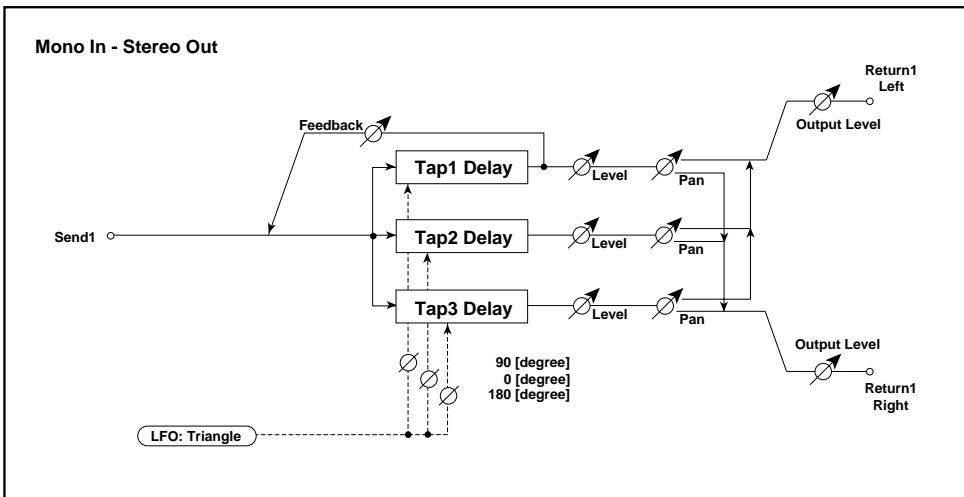 Mono In - Stereo Out
Return1
Left
Output Level
Feedback
Tap1 Delay
Level
Pan
Send1
Tap2 Delay
Level
Pan
Tap3 Delay
Level
Pan
Output Level
90 [degree]
0 [degree]
180 [degree]
Return1
Right
LFO: Triangle